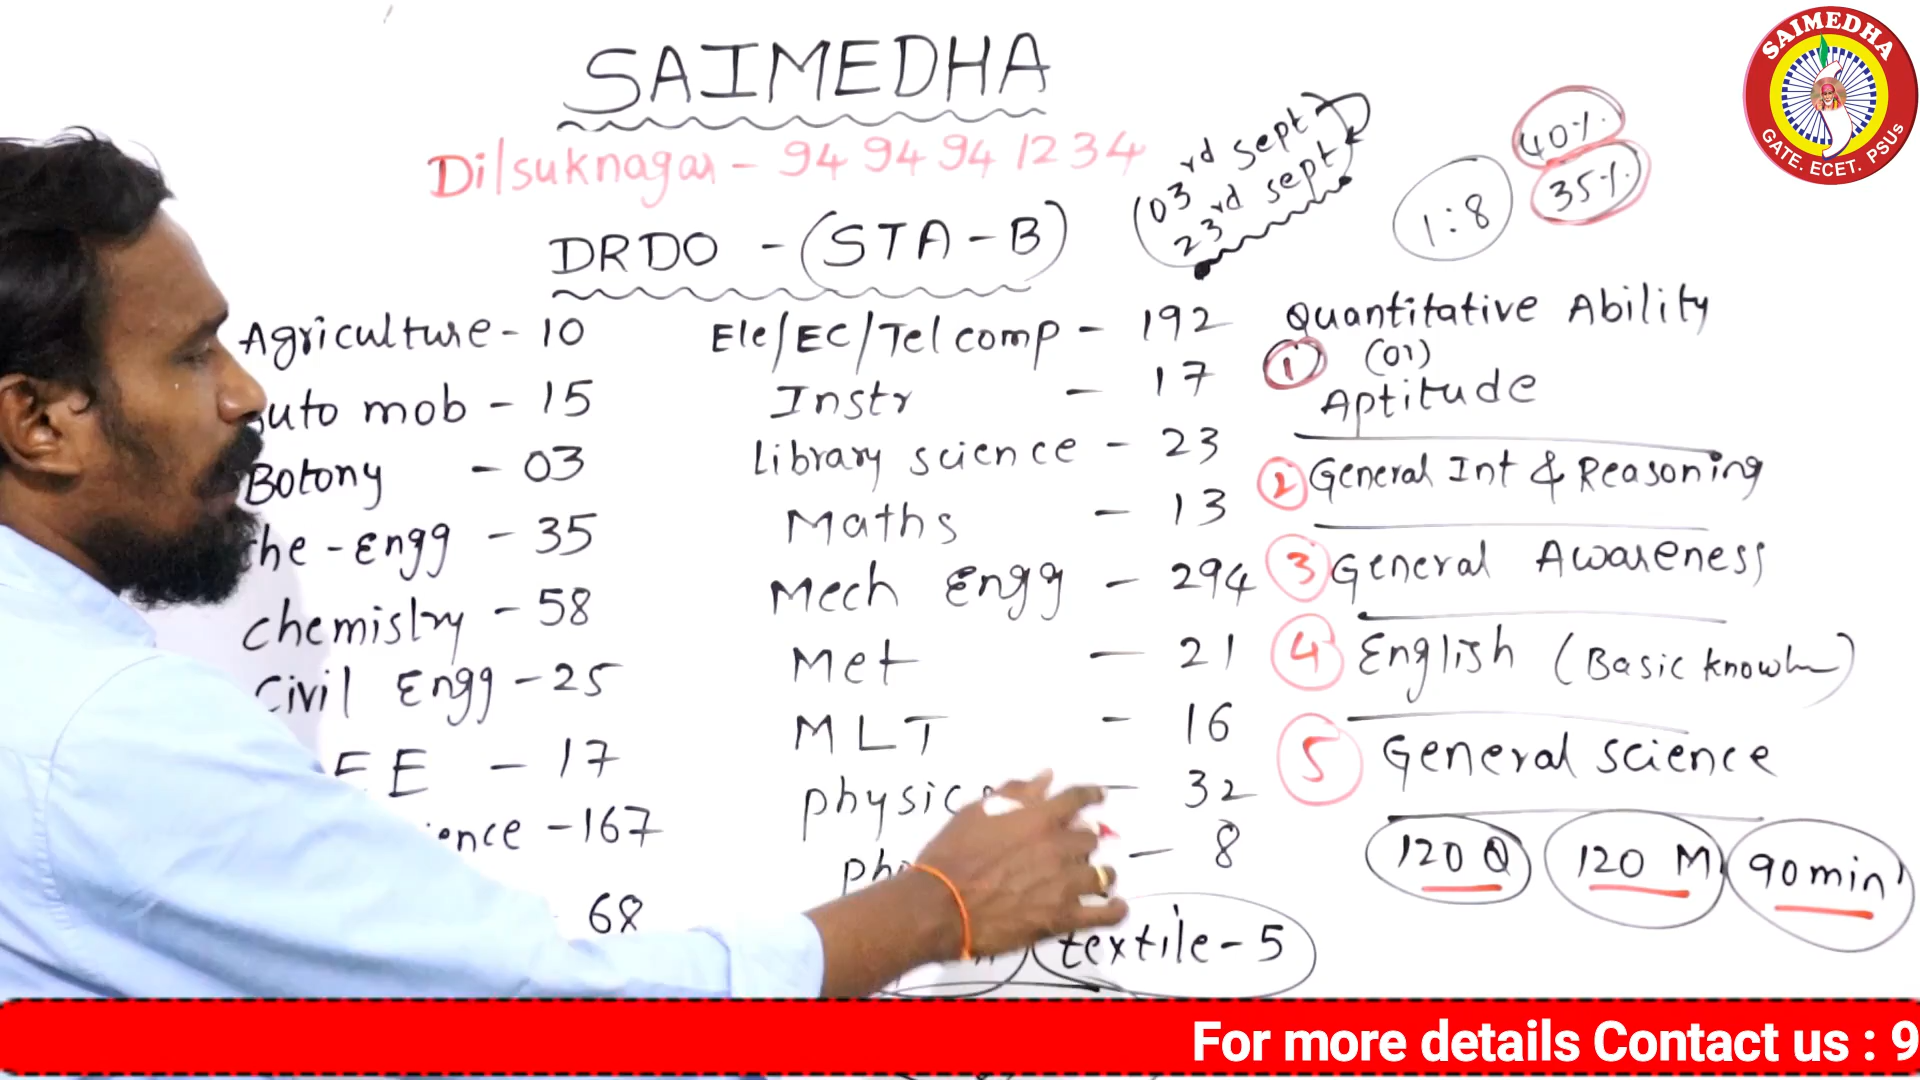 SAIMEDHA
SAIMEDHA
GATE. ECET. PSUs
Dilsuknagar - 94 94 94 1234
03rd sept
23rd sept
1:8
40%.
35%.
DRDO - (STA-B)
Agriculture - 10
uto mob - 15
Botony - 03
he-Engg - 35
chemistry - 58
Civil Engg - 25
EE - 17
ence - 167
68
Ele/EC/Tel comp - 192
Instr - 17
Library science - 23
Maths - 13
Mech Engg - 294
Met - 21
MLT - 16
physic - 32
ph - 8
textile - 5
Quantitative Ability
1 (or)
Aptitude
2 General Int & Reasoning
3 General Awareness
4 English (Basic knowl)
5 General science
120 Q 120 M 90min
For more details Contact us : 9